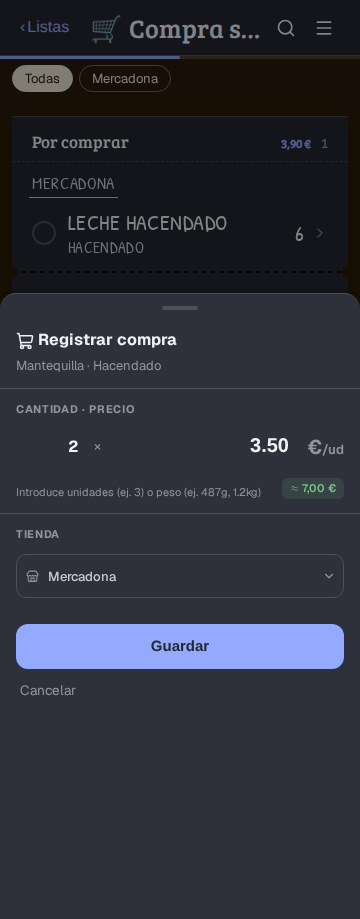 ‹ Listas
🛒 Compra s...
Todas
Mercadona
Por comprar
3,90 € 1
MERCADONA
LECHE HACENDADO
HACENDADO
6
Registrar compra
Mantequilla · Hacendado
CANTIDAD · PRECIO
2 × 3.50 €/ud
Introduce unidades (ej. 3) o peso (ej. 487g, 1.2kg)
≈ 7,00 €
TIENDA
Mercadona
Guardar
Cancelar